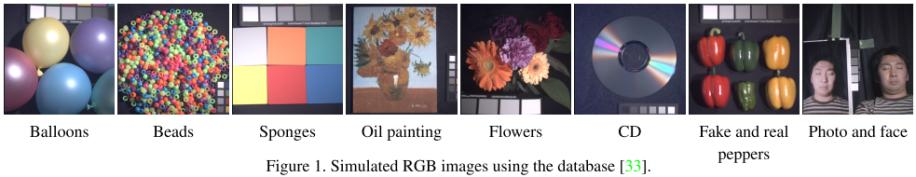 Balloons
Beads
Sponges
Oil painting
Flowers
CD
Fake and real
peppers
Photo and face
Figure 1. Simulated RGB images using the database [33].